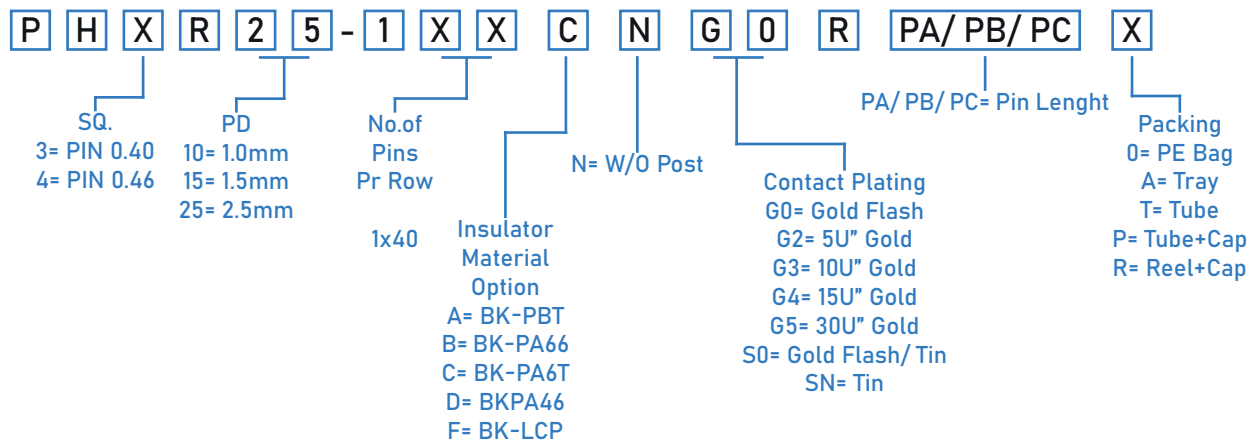 P H X R 2 5 - 1 X X C N G 0 R PA/ PB/ PC X
SQ.
3= PIN 0.40
4= PIN 0.46
PD
10= 1.0mm
15= 1.5mm
25= 2.5mm
No.of
Pins
Pr Row
1x40
Insulator
Material
Option
A= BK-PBT
B= BK-PA66
C= BK-PA6T
D= BKPA46
F= BK-LCP
N= W/O Post
Contact Plating
G0= Gold Flash
G2= 5U” Gold
G3= 10U” Gold
G4= 15U” Gold
G5= 30U” Gold
S0= Gold Flash/ Tin
SN= Tin
PA/ PB/ PC= Pin Lenght
Packing
0= PE Bag
A= Tray
T= Tube
P= Tube+Cap
R= Reel+Cap